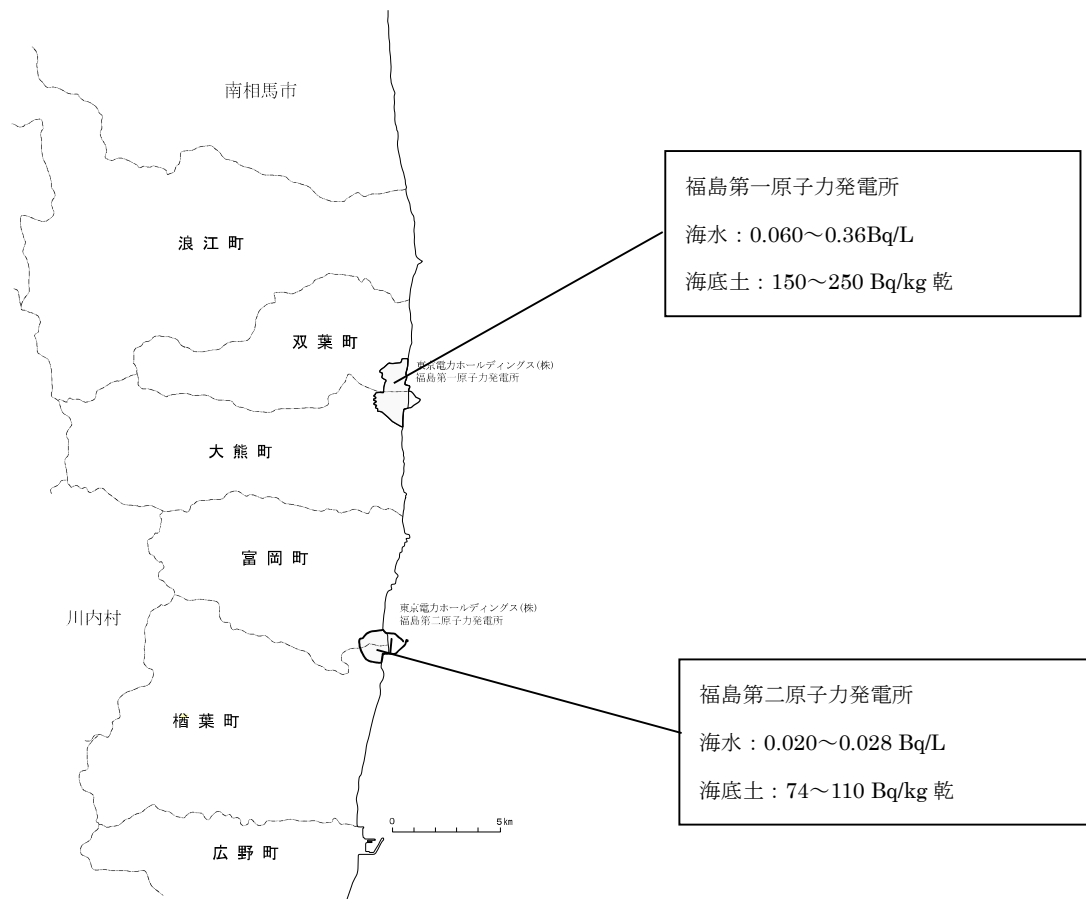 南相馬市
福島第一原子力発電所
海水：0.060～0.36Bq/L
海底土：150～250 Bq/kg 乾
浪江町
双葉町
東京電力ホールディングス(株)
福島第一原子力発電所
大熊町
富岡町
川内村
東京電力ホールディングス(株)
福島第二原子力発電所
福島第二原子力発電所
海水：0.020～0.028 Bq/L
海底土：74～110 Bq/kg 乾
楢葉町
0 5km
広野町